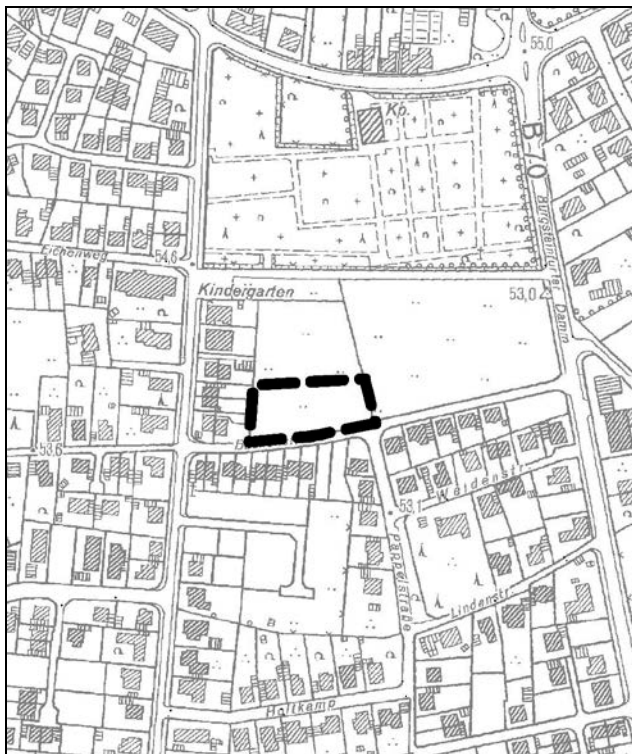 55.0
Kp.
B 70
Burgsteinfurter Damm
Eichenweg
54.6
Kindergarten
53,0
53.6
B
53.1
Weidenstr.
Pappelstraße
Lindenstr.
B
Holtkamp